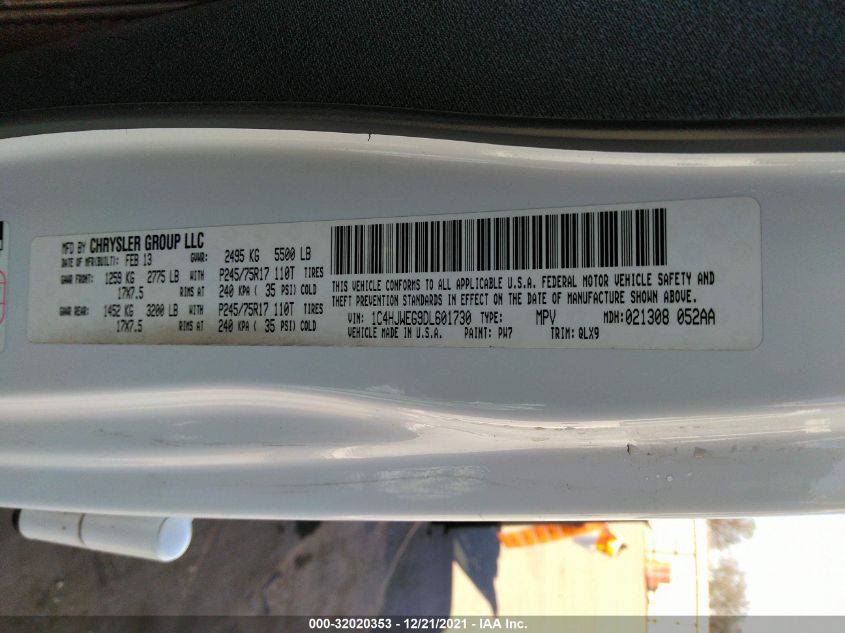 MFD BY CHRYSLER GROUP LLC
DATE OF MFR(BUILT): FEB 13 GVWR: 2495 KG 5500 LB
GAWR FRONT: 1259 KG 2775 LB WITH P245/75R17 110T TIRES
17X7.5 RIMS AT 240 KPA ( 35 PSI) COLD
GAWR REAR: 1452 KG 3200 LB WITH P245/75R17 110T TIRES
17X7.5 RIMS AT 240 KPA ( 35 PSI) COLD
THIS VEHICLE CONFORMS TO ALL APPLICABLE U.S.A. FEDERAL MOTOR VEHICLE SAFETY AND
THEFT PREVENTION STANDARDS IN EFFECT ON THE DATE OF MANUFACTURE SHOWN ABOVE.
VIN: 1C4HJWEG9DL601730 TYPE: MPV MDH: 021308 052AA
VEHICLE MADE IN U.S.A. PAINT: PW7 TRIM: QLX9
000-32020353 - 12/21/2021 - IAA Inc.